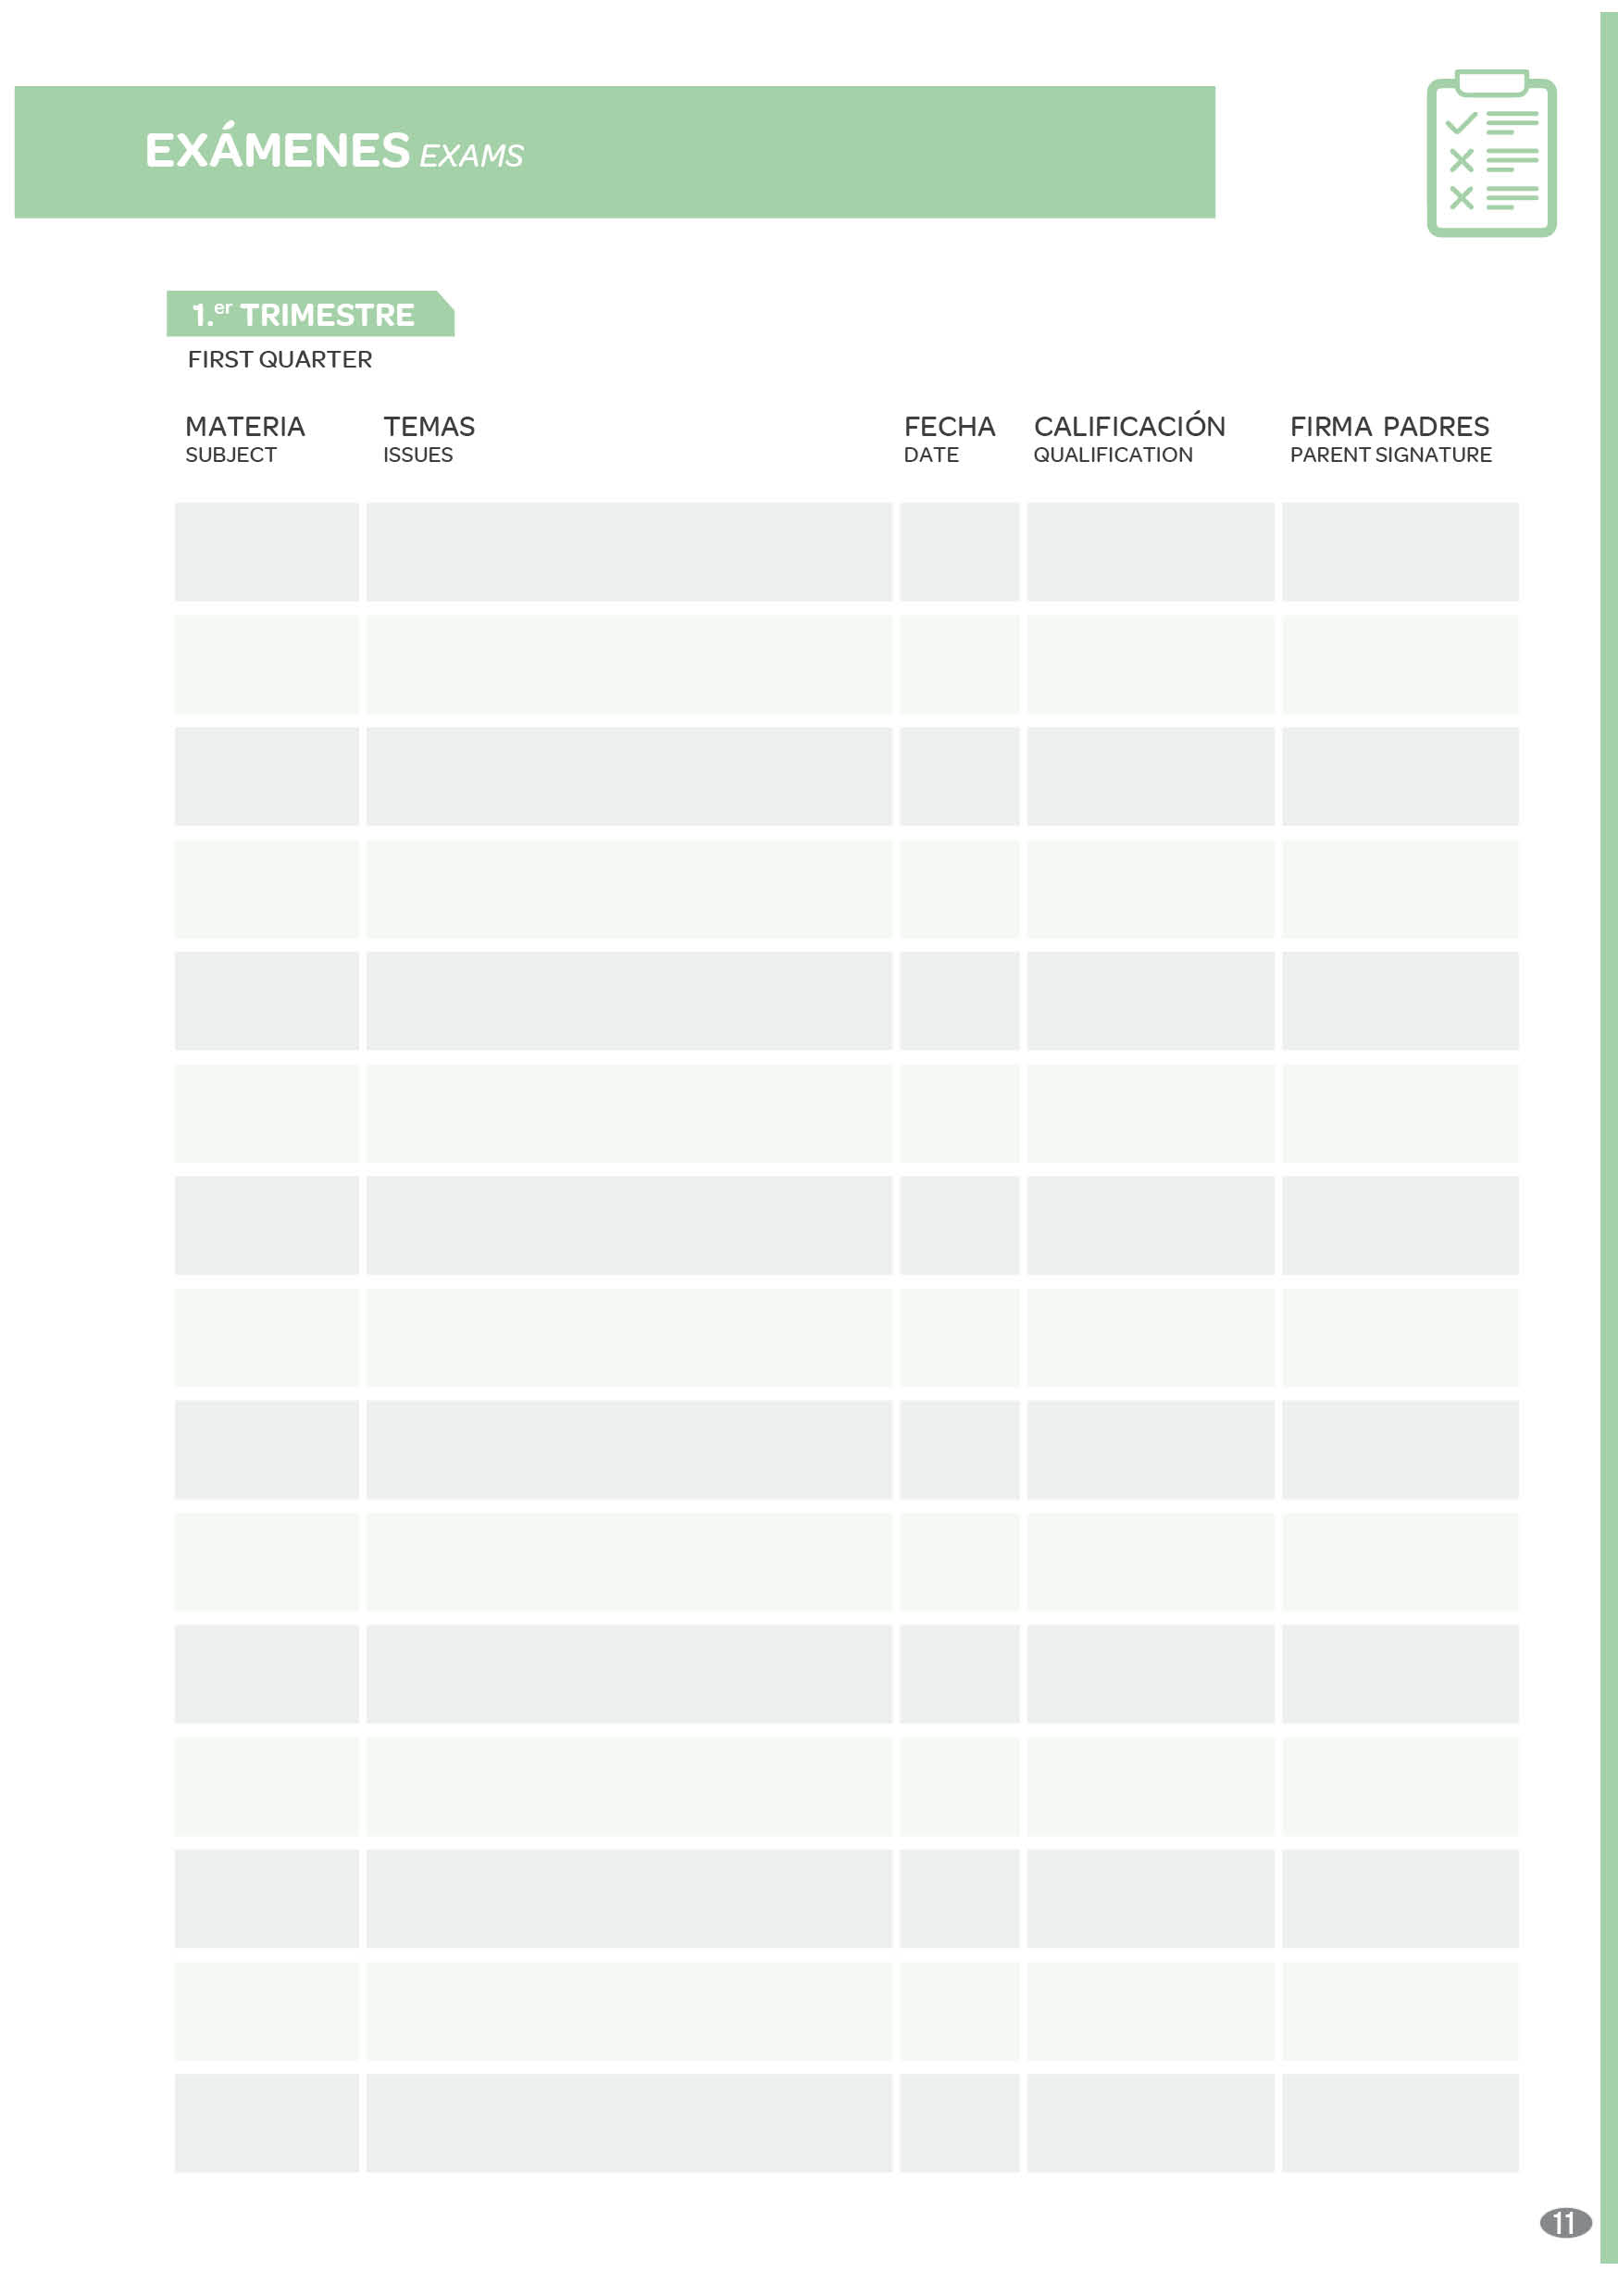 EXÁMENES EXAMS
1.er TRIMESTRE
FIRST QUARTER
MATERIA TEMAS FECHA CALIFICACIÓN FIRMA PADRES
SUBJECT ISSUES DATE QUALIFICATION PARENT SIGNATURE
11